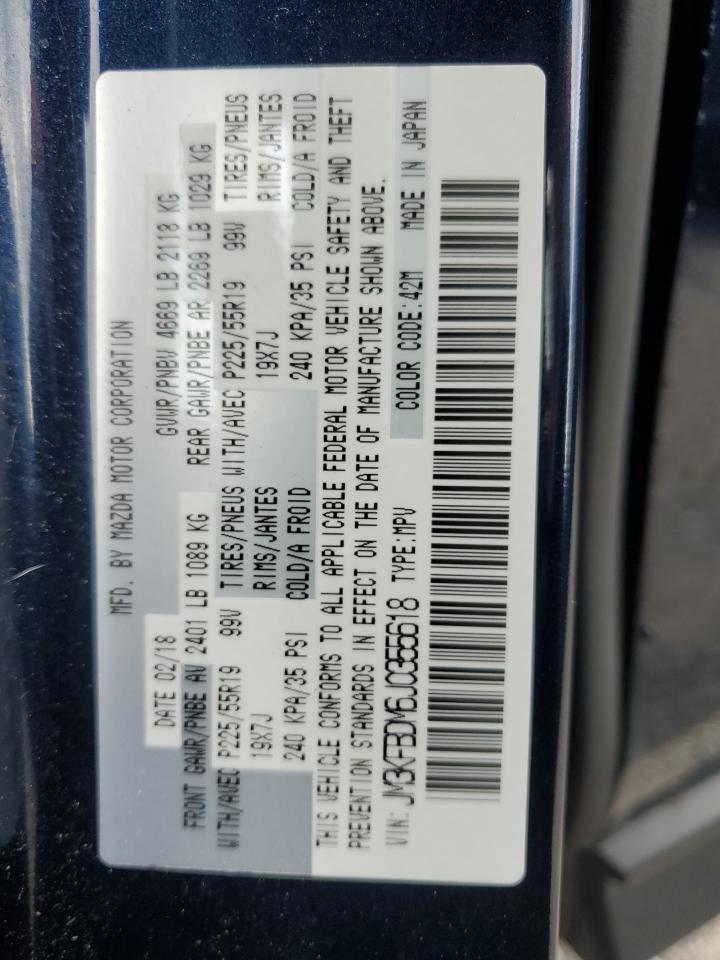 MFD. BY MAZDA MOTOR CORPORATION
DATE 02/18 GVWR/PNBV 4669 LB 2118 KG
FRONT GAWR/PNBE AV 2401 LB 1089 KG REAR GAWR/PNBE AR 2269 LB 1029 KG
WITH/AVEC P225/55R19 99V TIRES/PNEUS WITH/AVEC P225/55R19 99V TIRES/PNEUS
19X7J RIMS/JANTES 19X7J RIMS/JANTES
240 KPA/35 PSI COLD/A FROID 240 KPA/35 PSI COLD/A FROID
THIS VEHICLE CONFORMS TO ALL APPLICABLE FEDERAL MOTOR VEHICLE SAFETY AND THEFT
PREVENTION STANDARDS IN EFFECT ON THE DATE OF MANUFACTURE SHOWN ABOVE.
VIN: JM3KFBDM6J0355618 TYPE:MPV COLOR CODE:42M MADE IN JAPAN